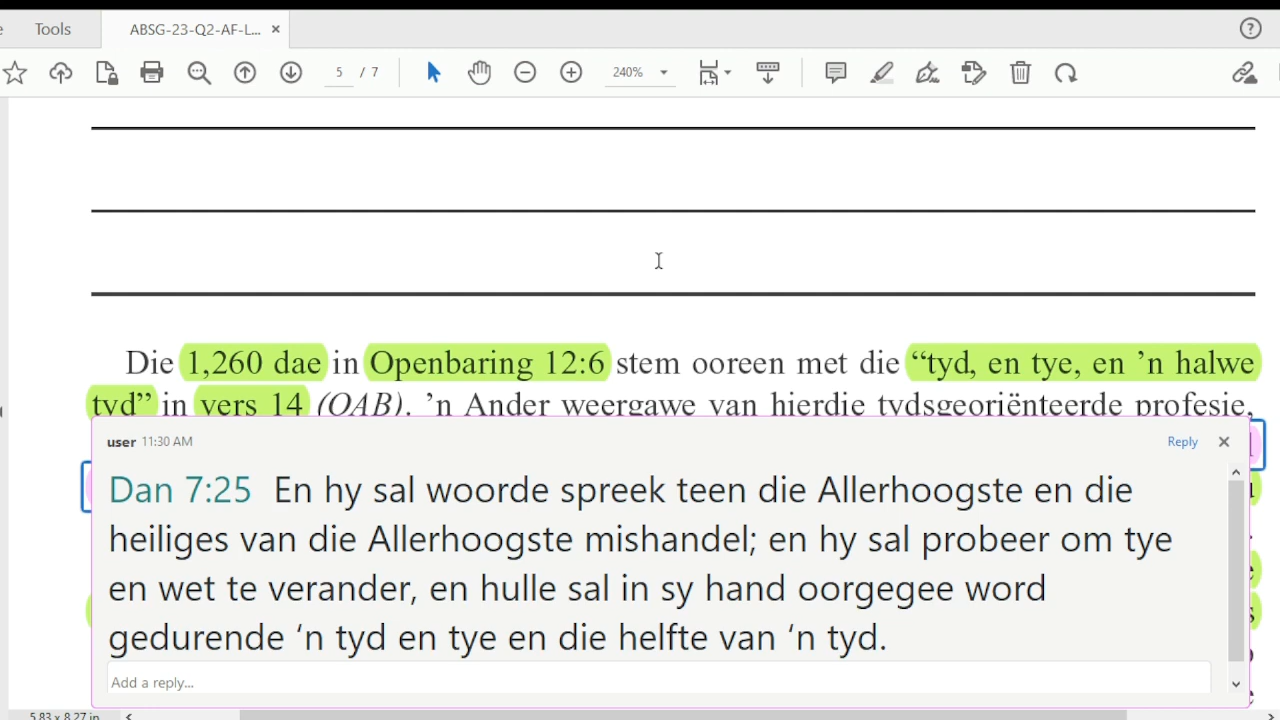 Tools
ABSG-23-Q2-AF-L...
5 / 7
240%
Die 1,260 dae in Openbaring 12:6 stem ooreen met die “tyd, en tye, en ’n halwe
tyd” in vers 14 (OAB). ’n Ander weergawe van hierdie tydsgeoriënteerde profesie,
user 11:30 AM
Reply
Dan 7:25 En hy sal woorde spreek teen die Allerhoogste en die
heiliges van die Allerhoogste mishandel; en hy sal probeer om tye
en wet te verander, en hulle sal in sy hand oorgegee word
gedurende ‘n tyd en tye en die helfte van ‘n tyd.
Add a reply...
5,83 x 8,27 in